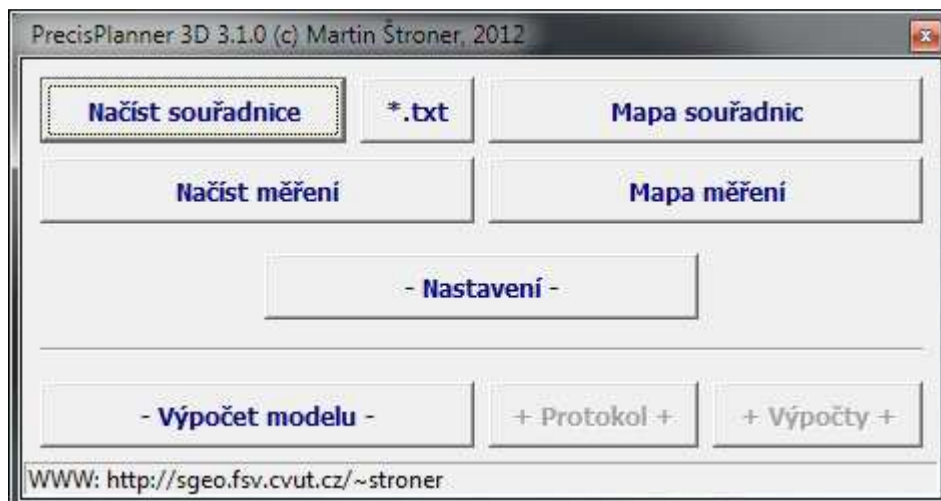 PrecisPlanner 3D 3.1.0 (c) Martin Štroner, 2012
Načíst souřadnice *.txt Mapa souřadnic
Načíst měření Mapa měření
- Nastavení -
- Výpočet modelu - + Protokol + + Výpočty +
WWW: http://sgeo.fsv.cvut.cz/~stroner